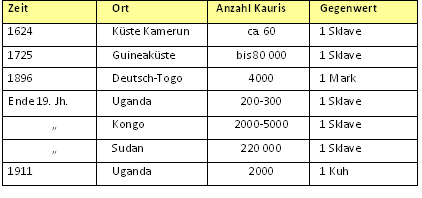 Zeit Ort Anzahl Kauris Gegenwert
1624 Küste Kamerun ca. 60 1 Sklave
1725 Guineaküste bis80 000 1 Sklave
1896 Deutsch-Togo 4000 1 Mark
Ende 19. Jh. Uganda 200-300 1 Sklave
„ Kongo 2000-5000 1 Sklave
„ Sudan 220 000 1 Sklave
1911 Uganda 2000 1 Kuh